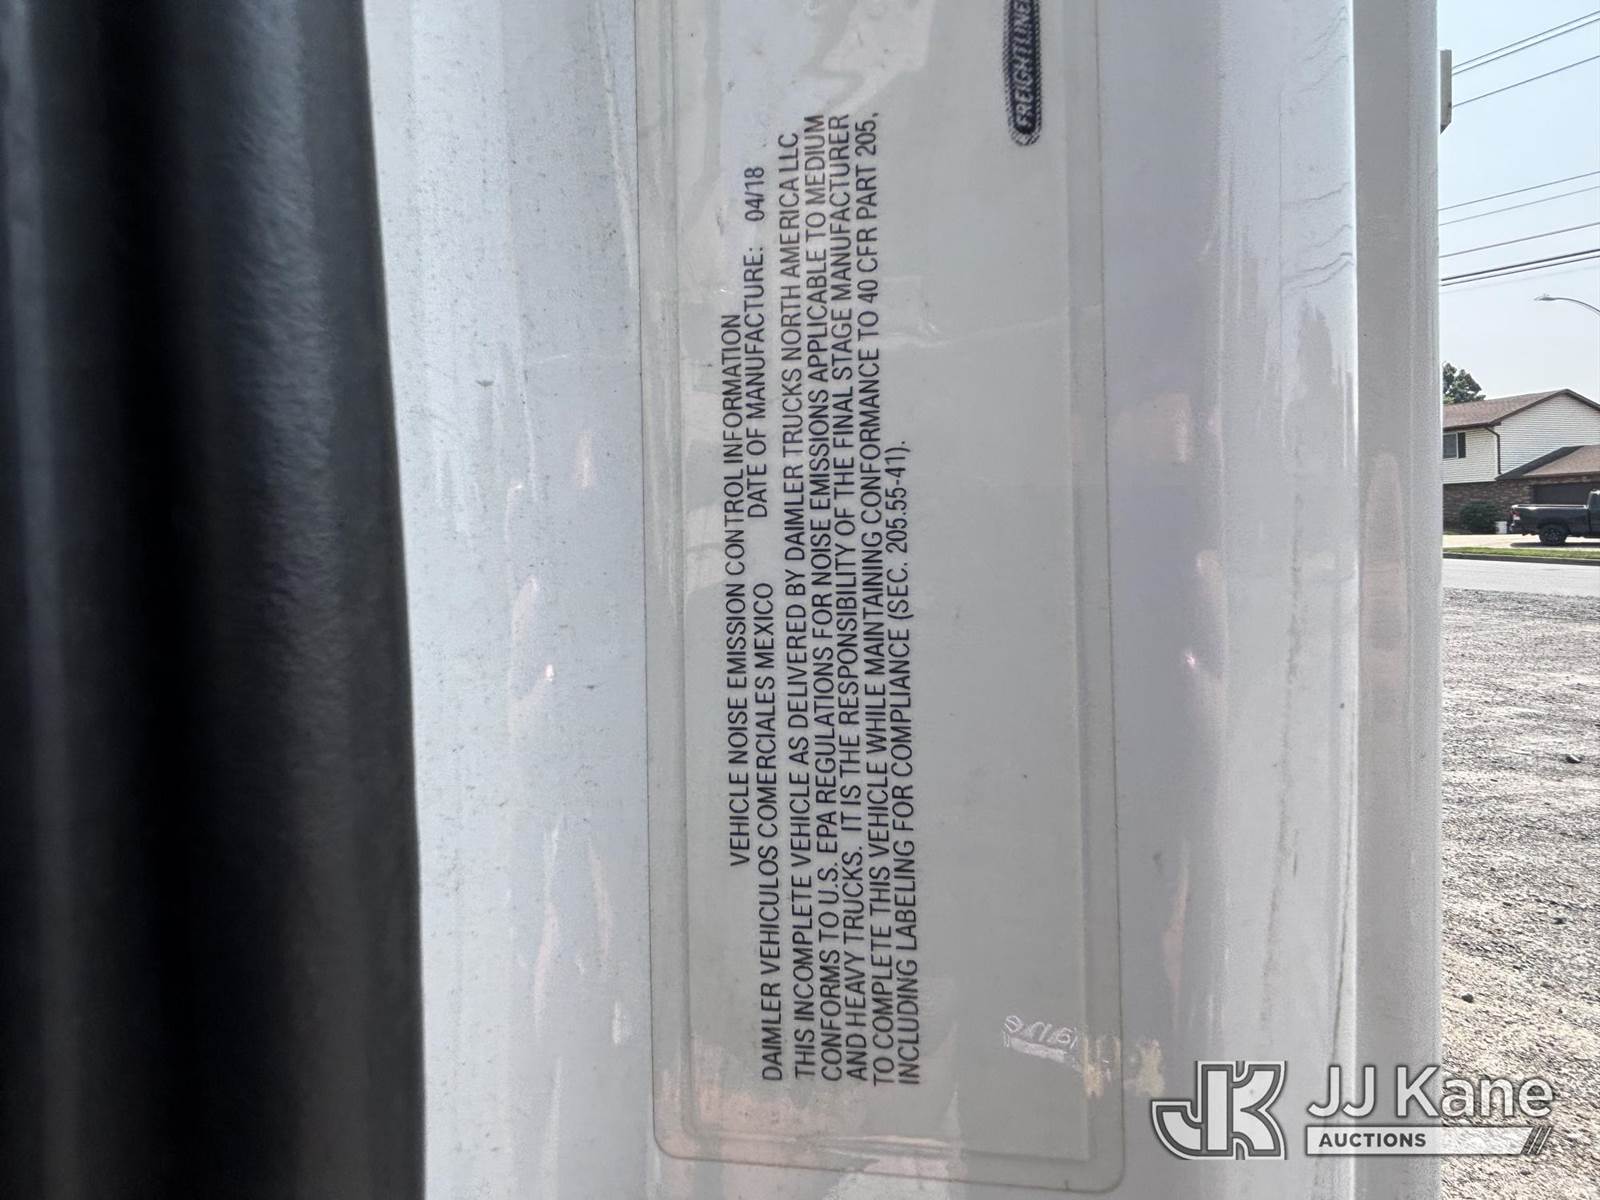 VEHICLE NOISE EMISSION CONTROL INFORMATION
DAIMLER VEHICULOS COMERCIALES MEXICO DATE OF MANUFACTURE: 04/18
THIS INCOMPLETE VEHICLE AS DELIVERED BY DAIMLER TRUCKS NORTH AMERICA LLC
CONFORMS TO U.S. EPA REGULATIONS FOR NOISE EMISSIONS APPLICABLE TO MEDIUM
AND HEAVY TRUCKS. IT IS THE RESPONSIBILITY OF THE FINAL STAGE MANUFACTURER
TO COMPLETE THIS VEHICLE WHILE MAINTAINING CONFORMANCE TO 40 CFR PART 205,
INCLUDING LABELING FOR COMPLIANCE (SEC. 205.55-41).
FREIGHTLINER
JK JJ Kane
AUCTIONS